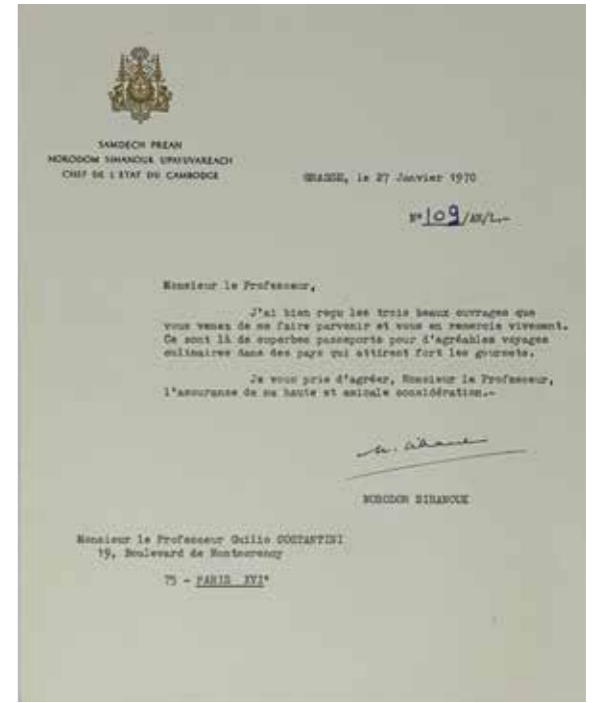 SAMDECH PREAH
NORODOM SIHANOUK UPAYUVAREACH
CHEF DE L'ETAT DU CAMBODGE
GRASSE, le 27 Janvier 1970
N° 109/AN/L.-
Monsieur le Professeur,
J'ai bien reçu les trois beaux ouvrages que
vous venez de me faire parvenir et vous en remercie vivement.
Ce sont là de superbes passeports pour d'agréables voyages
culinaires dans des pays qui attirent fort les gourmets.
Je vous prie d'agréer, Monsieur le Professeur,
l'assurance de ma haute et amicale considération.-
N. Sihanouk
NORODOM SIHANOUK
Monsieur le Professeur Guilio COSTANTINI
19, Boulevard de Montmorency
75 - PARIS XVI°